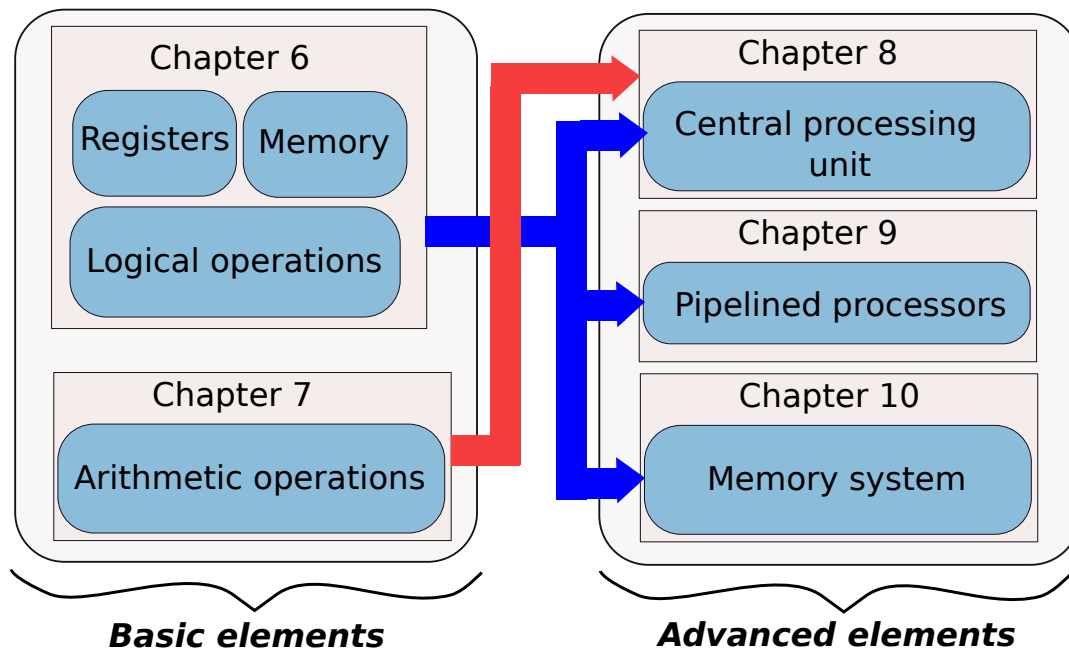 Chapter 6
Registers
Memory
Logical operations
Chapter 7
Arithmetic operations
Basic elements
Chapter 8
Central processing
unit
Chapter 9
Pipelined processors
Chapter 10
Memory system
Advanced elements